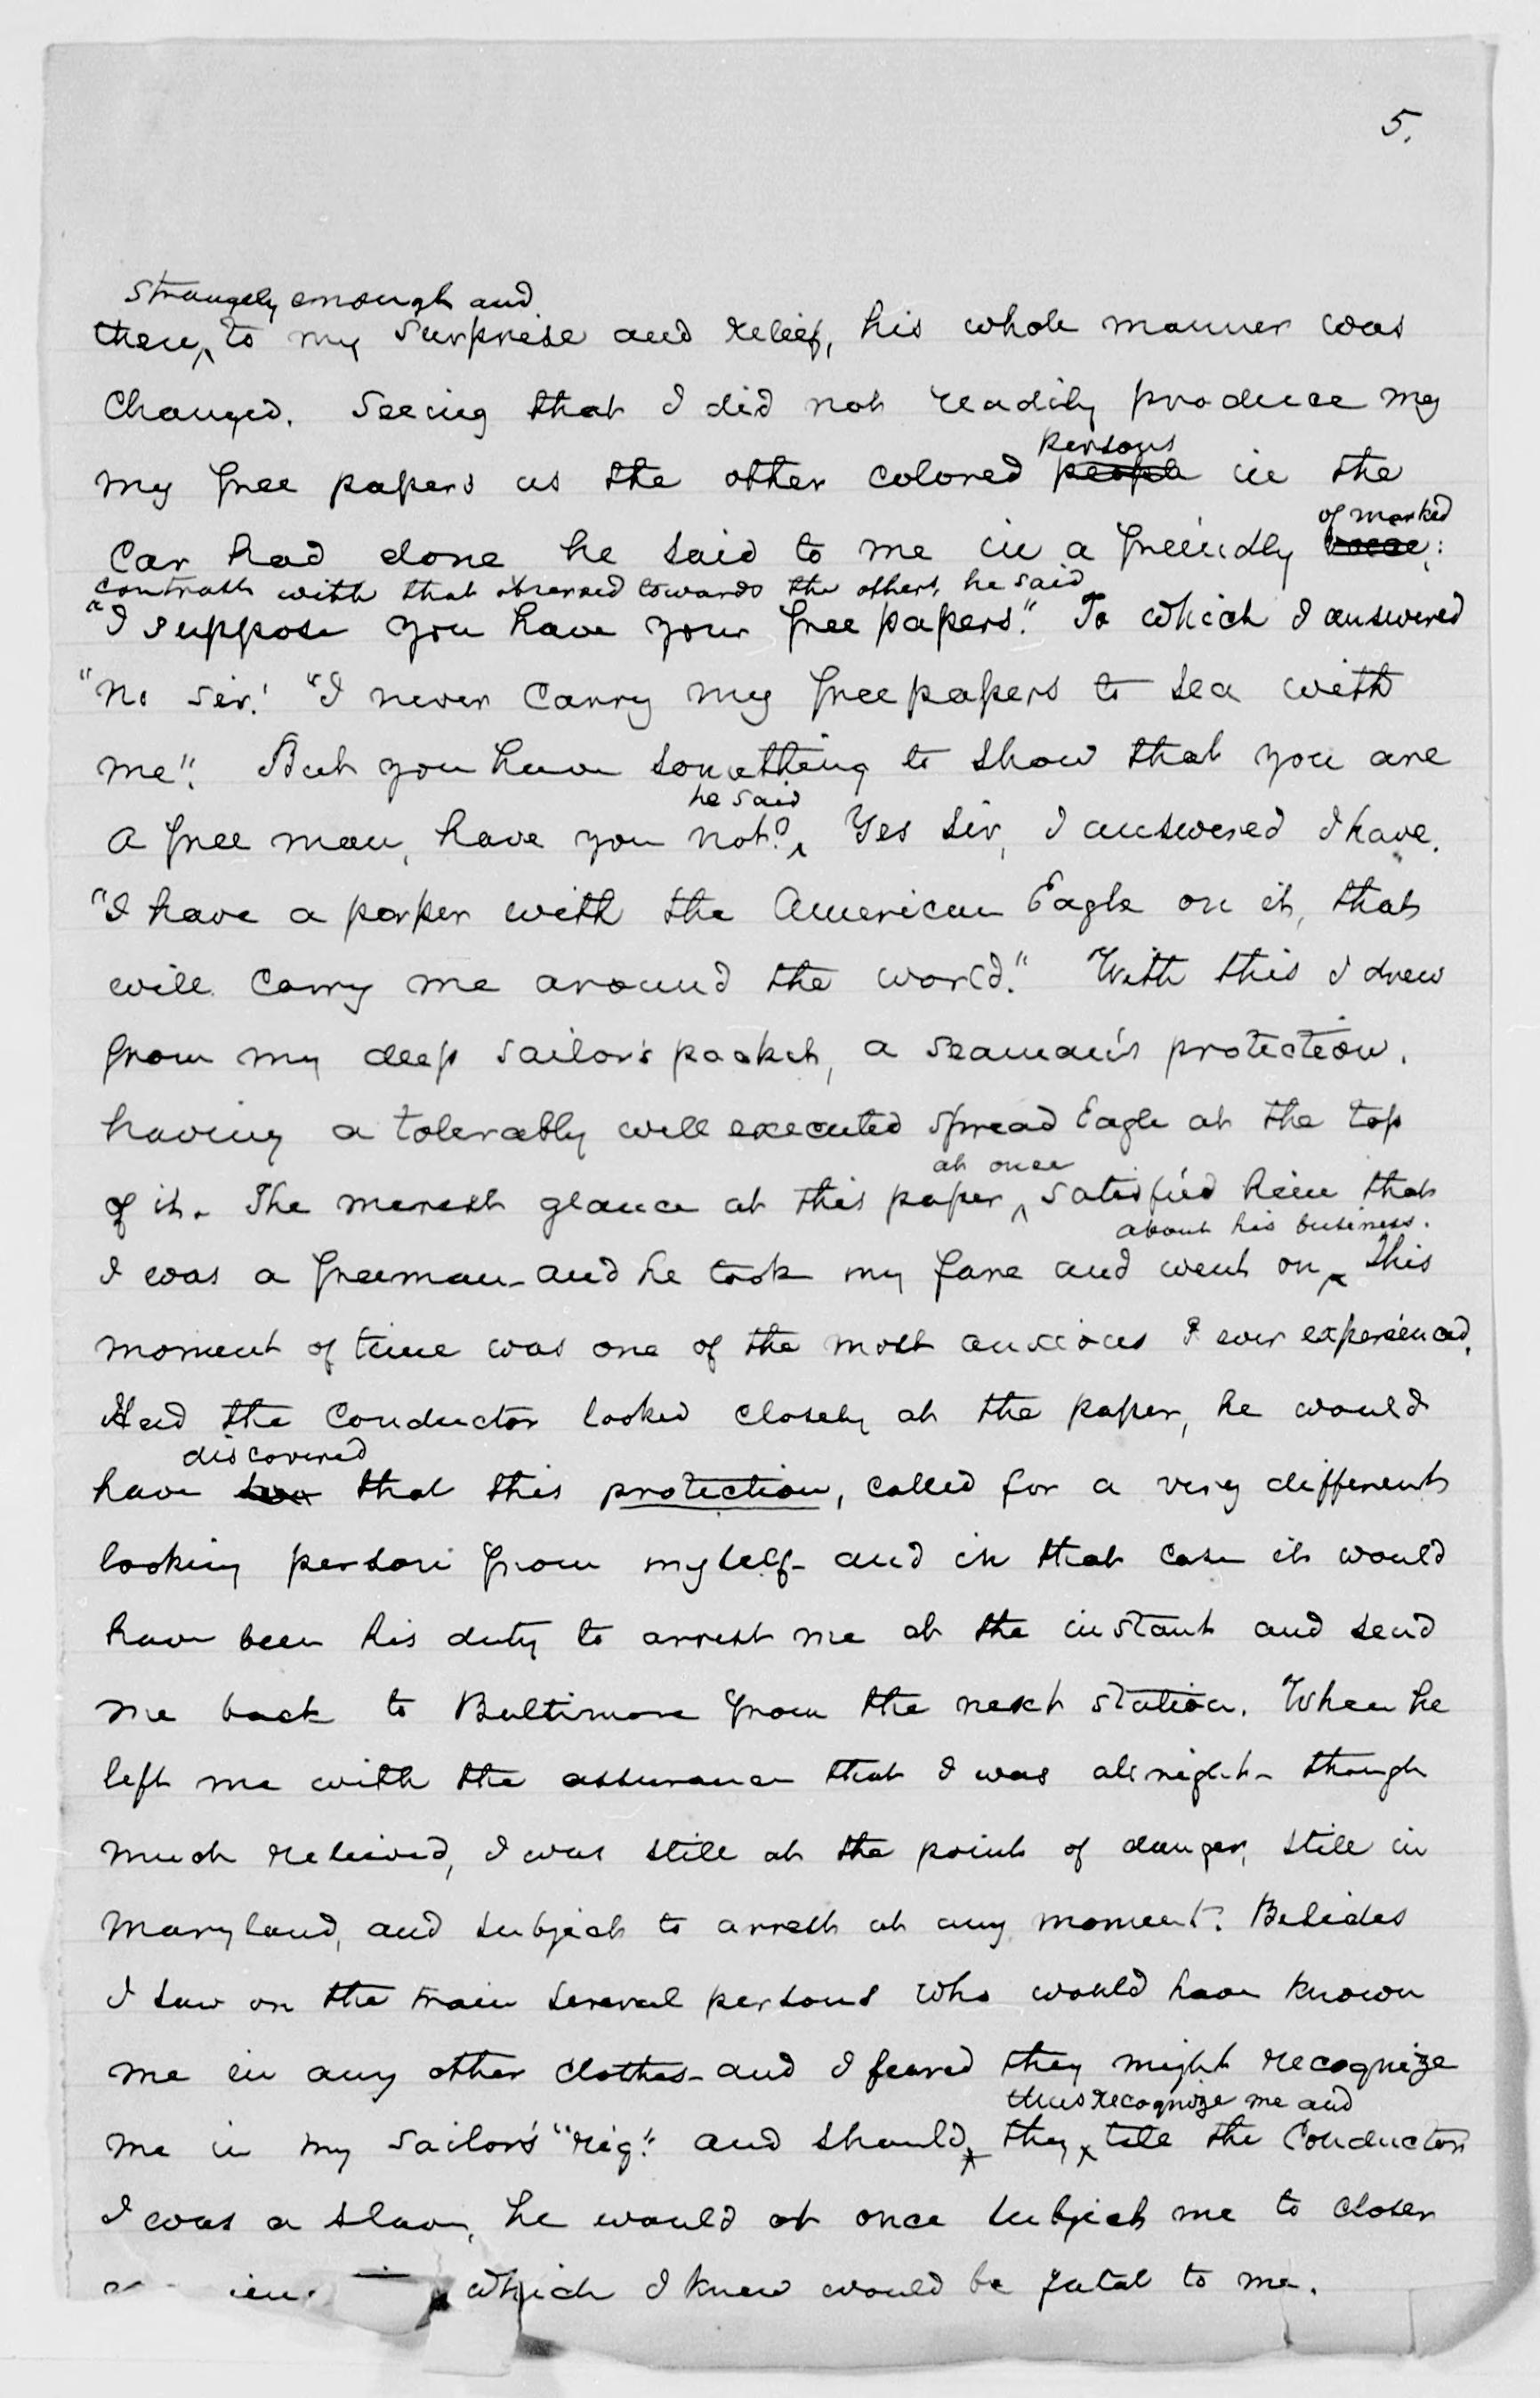 5.
strangely enough and
then, ^ to my surprise and relief, his whole manner was
changed. Seeing that I did not readily produce my
persons
my free papers as the other colored people in the
of marked
car had done he said to me in a friendly :
contrast with that observed towards the others, he said
"I suppose you have your free papers." To which I answered
"No sir." "I never carry my free papers to sea with
me". But you have something to show that you are
he said
a free man, have you not? ^ Yes sir, I answered I have.
"I have a paper with the American Eagle on it, that
will carry me around the world." With this I drew
from my deep sailor's pocket, a seaman's protection.
having a tolerably well executed spread Eagle at the top
at once
of it. The merest glance at this paper ^ satisfied him that
about his business.
I was a freeman - and he took my fare and went on ^ This
moment of time was one of the most anxious I ever experienced.
Had the conductor looked closely at the paper, he would
discovered
have that this protection, called for a very different
looking person from myself - and in that case it would
have been his duty to arrest me at the instant and send
me back to Baltimore from the next station. When he
left me with the assurance that I was all right - though
much relieved, I was still at the point of danger, still in
Maryland, and subject to arrest at any moment. Besides
I saw on the train several persons who would have known
me in any other clothes - and I feared they might recognize
thus recognize me and
me in my sailor's "rig." and should ^ they ^ tell the Conductor
I was a slave, he would at once subject me to closer
which I knew would be fatal to me.